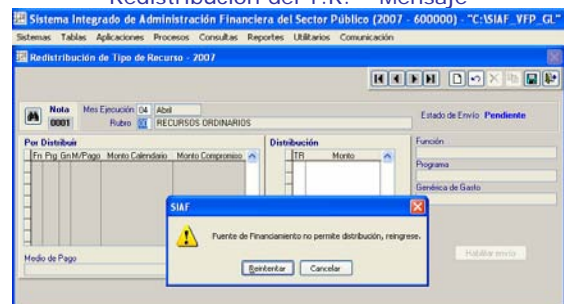 Redistribución del T.R. – Mensaje
Sistema Integrado de Administración Financiera del Sector Público (2007 - 600000) - "C:\SIAF_VFP_GL"
Sistemas Tablas Aplicaciones Procesos Consultas Reportes Utilitarios Comunicación
Redistribución de Tipo de Recurso - 2007
Nota Mes Ejecución 04 Abril
0001 Rubro 00 RECURSOS ORDINARIOS
Estado de Envío Pendiente
Por Distribuir Distribución Función
Fn Prg Gn M/Pago Monto Calendario Monto Compromiso TR Monto
Programa
Genérica de Gasto
SIAF
Fuente de Financiamiento no permite distribución, reingrese.
Reintentar Cancelar
Habilitar envío
Medio de Pago